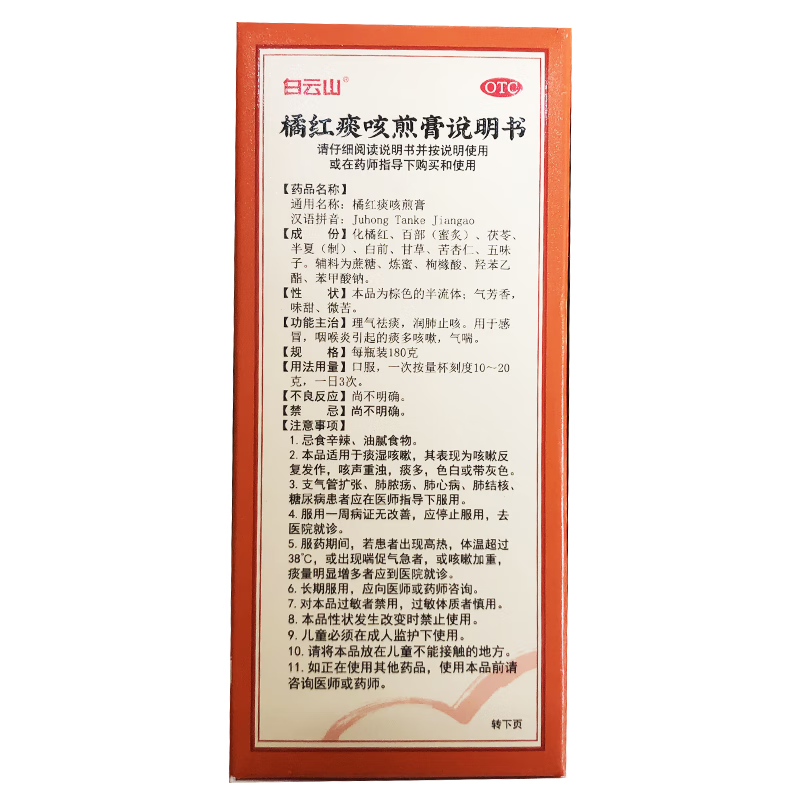 白云山®
OTC
橘红痰咳煎膏说明书
请仔细阅读说明书并按说明使用
或在药师指导下购买和使用
【药品名称】
通用名称：橘红痰咳煎膏
汉语拼音：Juhong Tanke Jiangao
【成　份】化橘红、百部（蜜炙）、茯苓、
半夏（制）、白前、甘草、苦杏仁、五味
子。辅料为蔗糖、炼蜜、枸橼酸、羟苯乙
酯、苯甲酸钠。
【性　状】本品为棕色的半流体；气芳香，
味甜、微苦。
【功能主治】理气祛痰，润肺止咳。用于感
冒，咽喉炎引起的痰多咳嗽，气喘。
【规　格】每瓶装180克
【用法用量】口服，一次按量杯刻度10～20
克，一日3次。
【不良反应】尚不明确。
【禁　忌】尚不明确。
【注意事项】
1. 忌食辛辣、油腻食物。
2. 本品适用于痰湿咳嗽，其表现为咳嗽反
复发作，咳声重浊，痰多，色白或带灰色。
3. 支气管扩张、肺脓疡、肺心病、肺结核、
糖尿病患者应在医师指导下服用。
4. 服用一周病证无改善，应停止服用，去
医院就诊。
5. 服药期间，若患者出现高热，体温超过
38℃，或出现喘促气急者，或咳嗽加重，
痰量明显增多者应到医院就诊。
6. 长期服用，应向医师或药师咨询。
7. 对本品过敏者禁用，过敏体质者慎用。
8. 本品性状发生改变时禁止使用。
9. 儿童必须在成人监护下使用。
10. 请将本品放在儿童不能接触的地方。
11. 如正在使用其他药品，使用本品前请
咨询医师或药师。
转下页